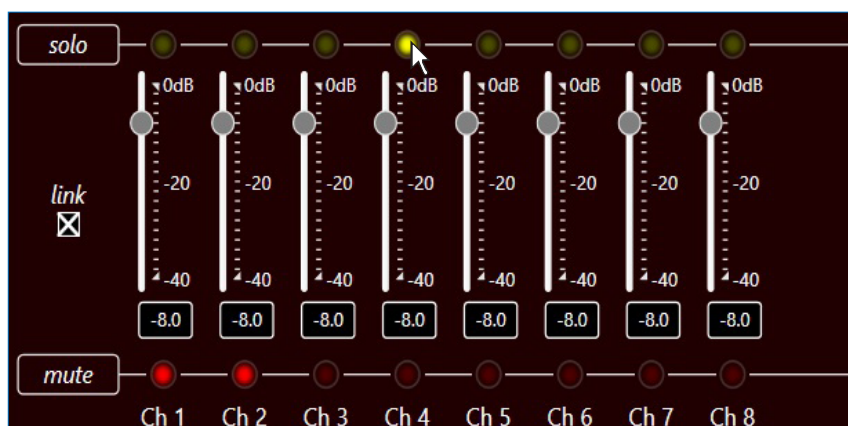 solo
0dB 0dB 0dB 0dB 0dB 0dB 0dB 0dB
-20 -20 -20 -20 -20 -20 -20 -20
link
-40 -40 -40 -40 -40 -40 -40 -40
-8.0 -8.0 -8.0 -8.0 -8.0 -8.0 -8.0 -8.0
mute
Ch 1 Ch 2 Ch 3 Ch 4 Ch 5 Ch 6 Ch 7 Ch 8